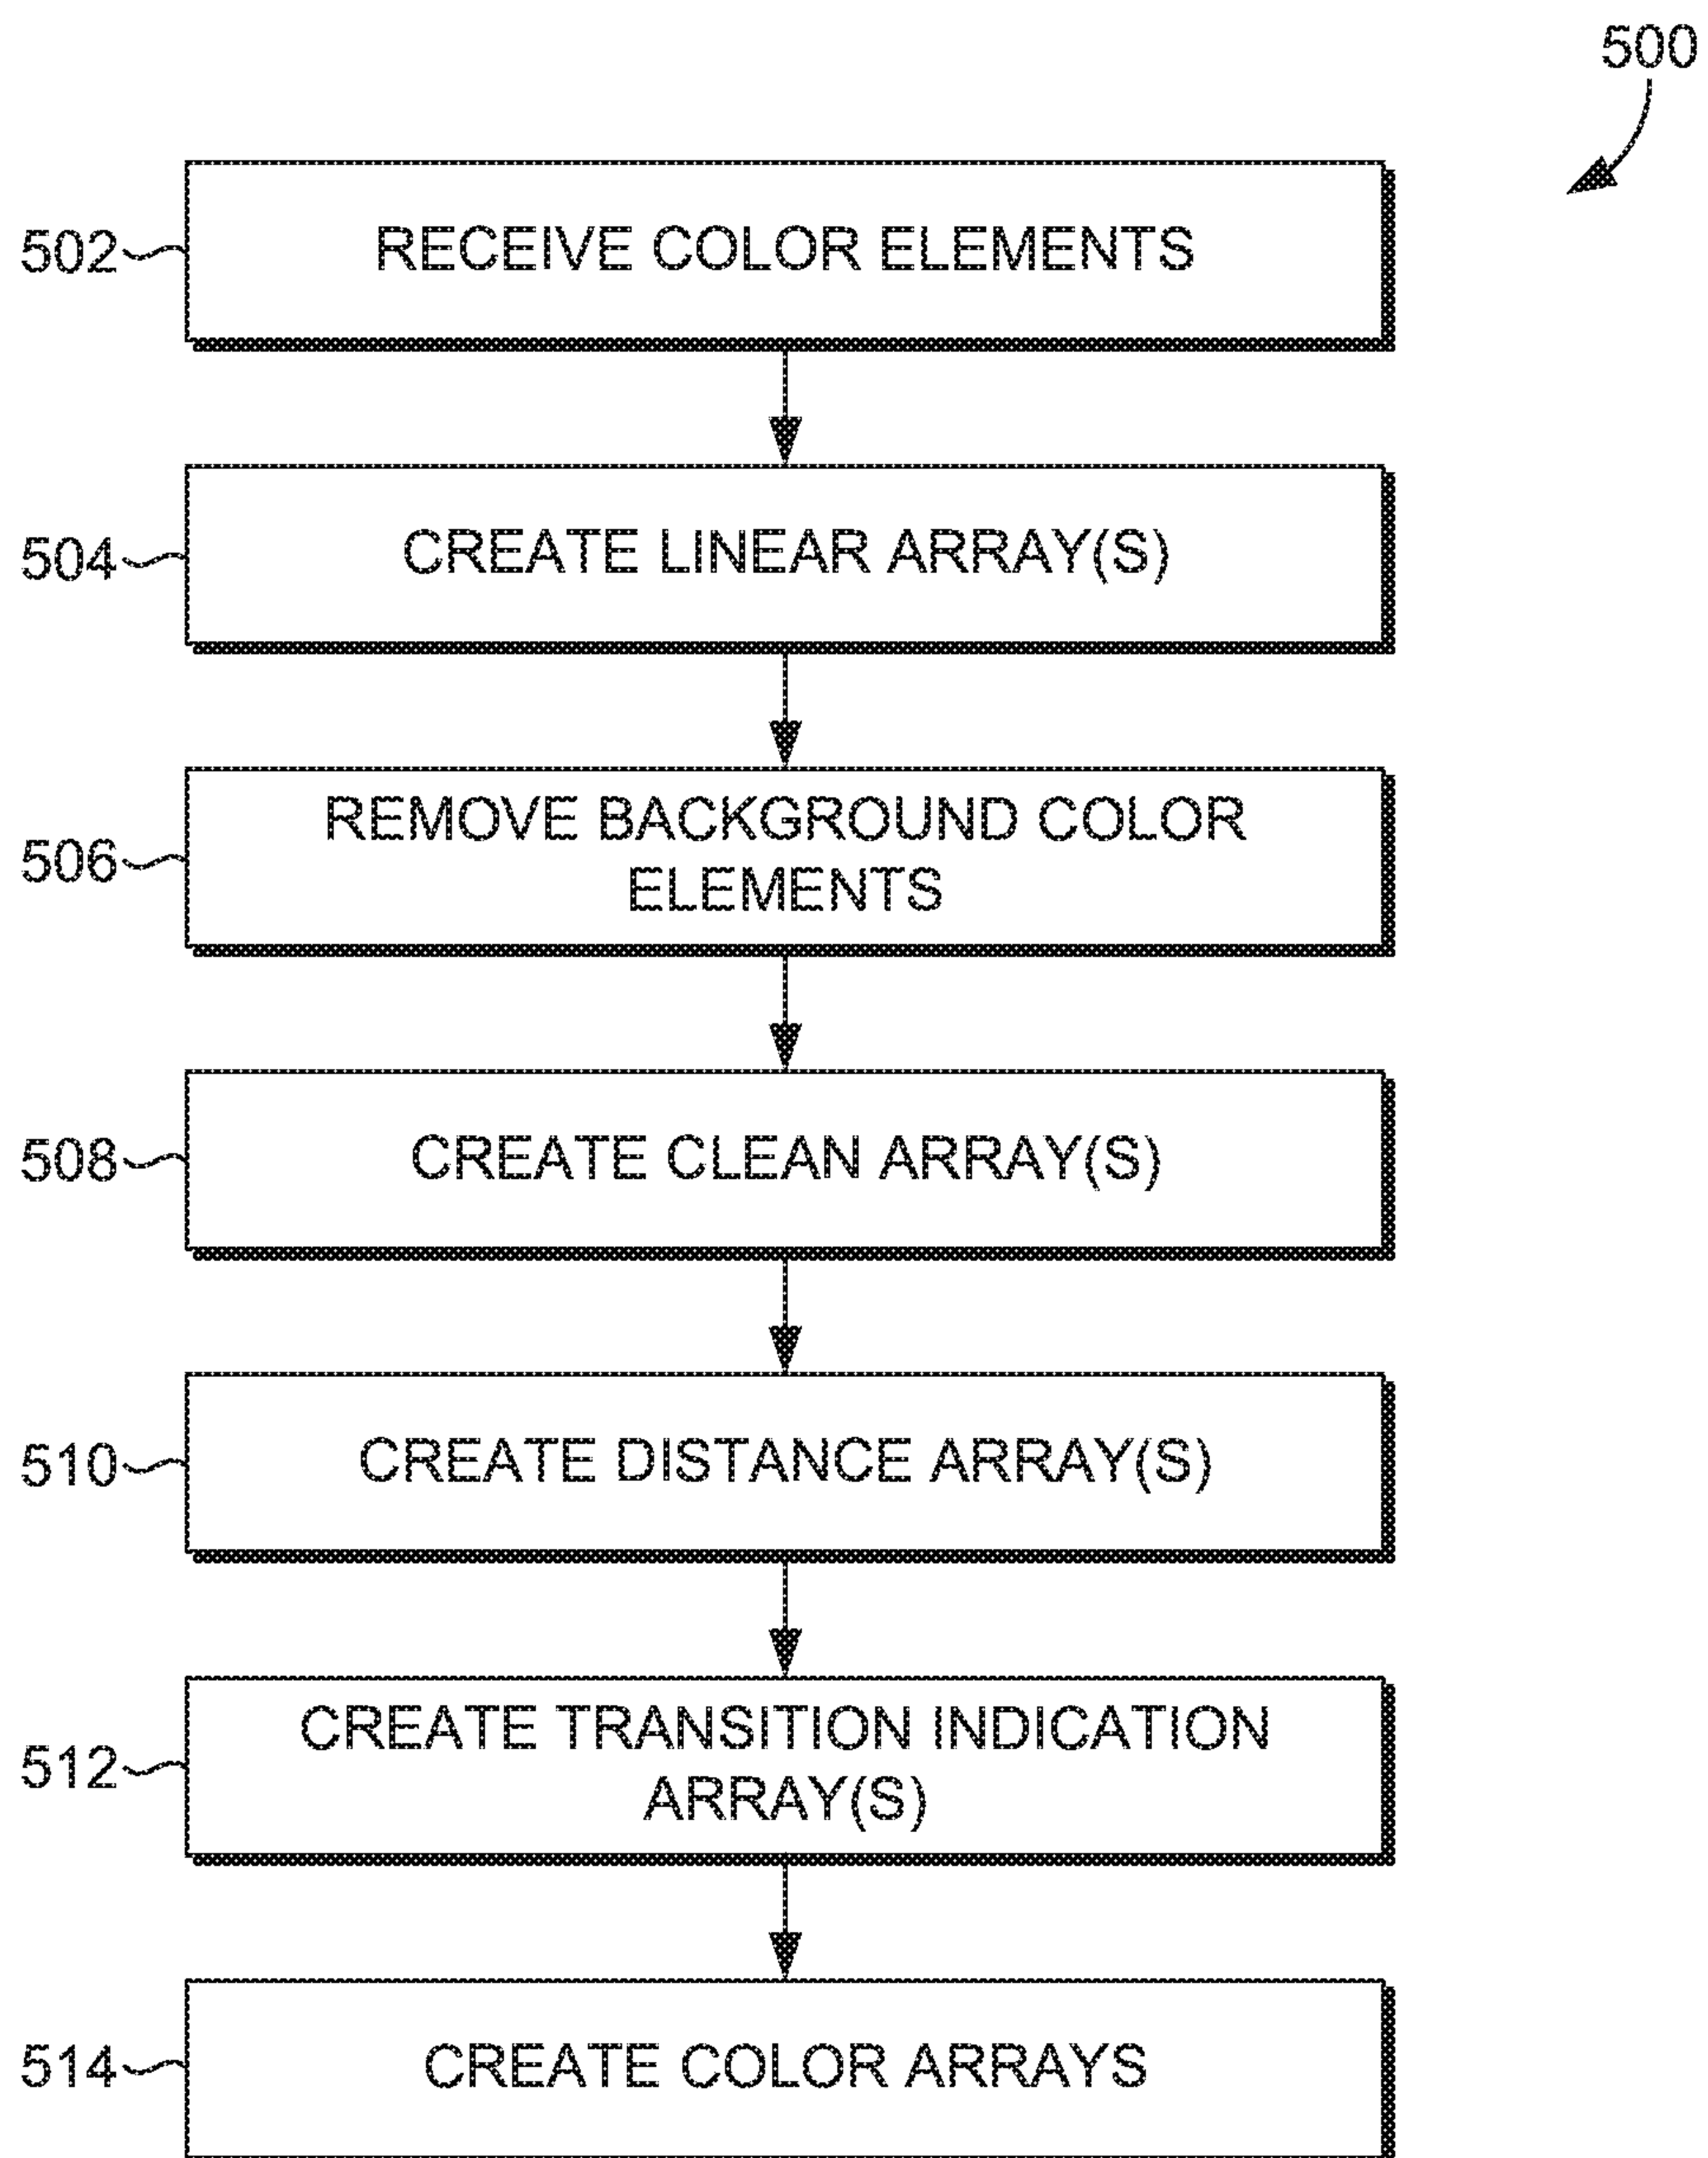 500
502 RECEIVE COLOR ELEMENTS
504 CREATE LINEAR ARRAY(S)
506 REMOVE BACKGROUND COLOR
ELEMENTS
508 CREATE CLEAN ARRAY(S)
510 CREATE DISTANCE ARRAY(S)
512 CREATE TRANSITION INDICATION
ARRAY(S)
514 CREATE COLOR ARRAYS